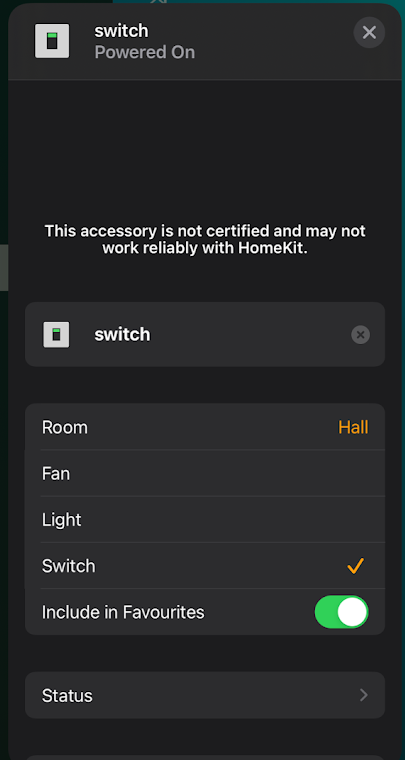 switch
Powered On
This accessory is not certified and may not
work reliably with HomeKit.
switch
Room Hall
Fan
Light
Switch
Include in Favourites
Status